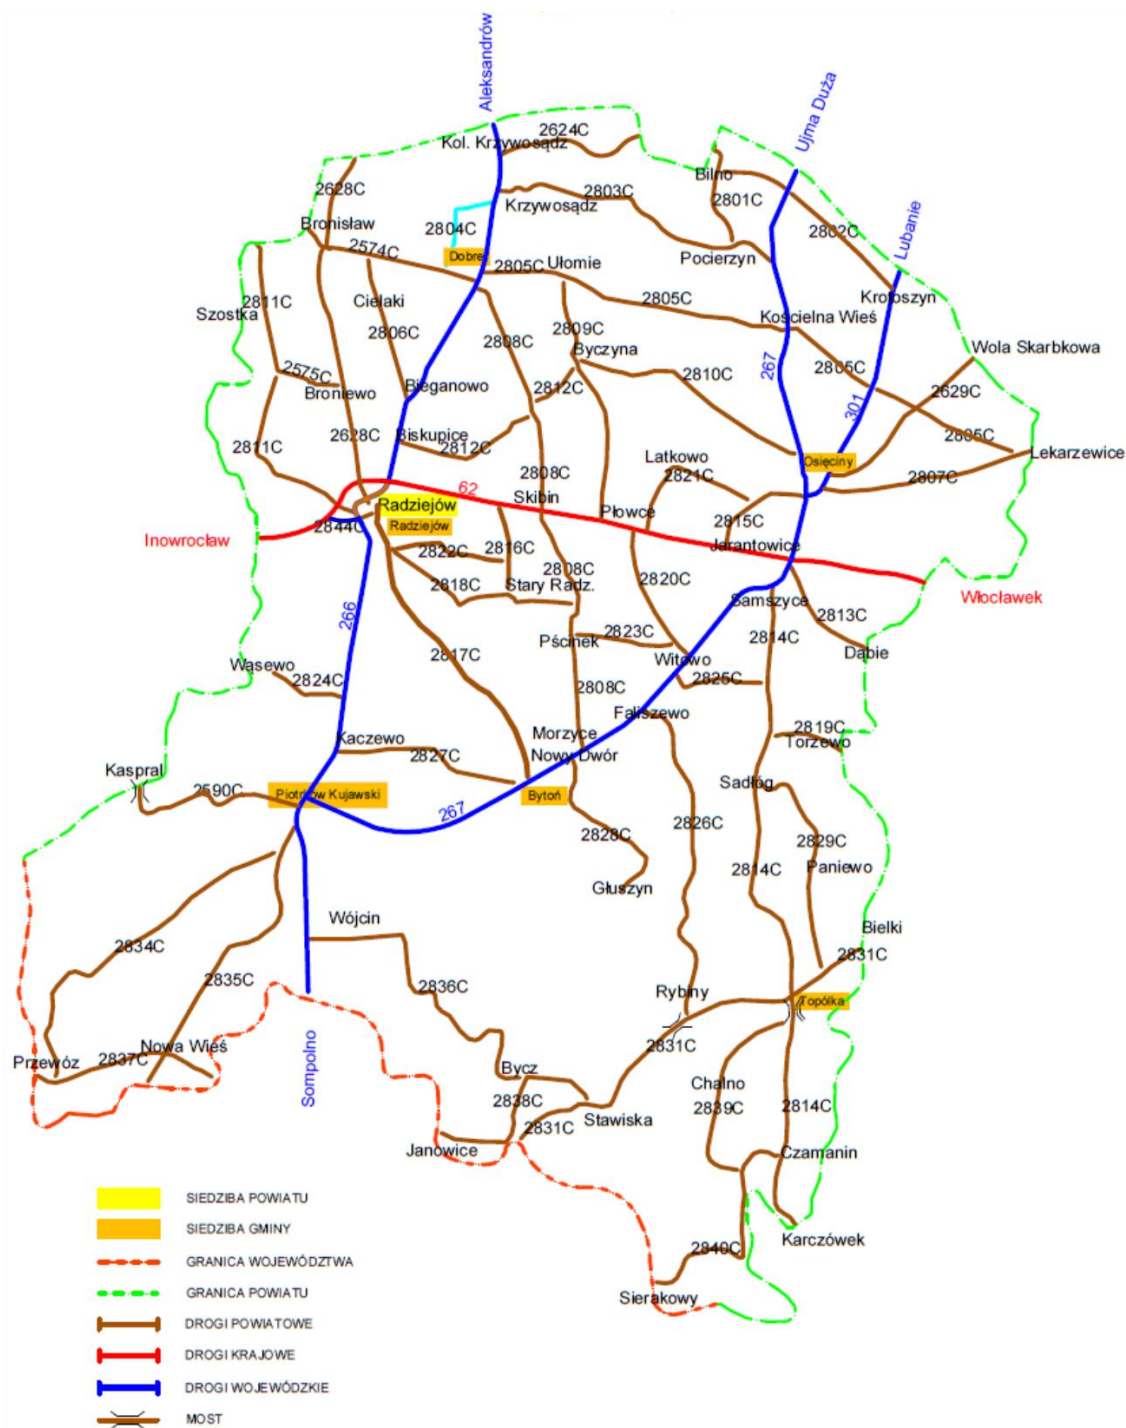 Aleksandrów
Ujma Duża
Kol. Krzywosądz
2624C
Bilno
2628C
2803C
2801C
Krzywosądz
2802C
Lubanie
Bronisław
2804C
2574C
Dobre
Pocierzyn
2805C
Ułomie
Krotoszyn
2811C
Cielaki
2805C
Szostka
Kościelna Wieś
2806C
2808C
2809C
Byczyna
Wola Skarbkowa
267
2575C
2812C
2810C
2805C
2629C
Broniewo
Bieganowo
301
2811C
2628C
Biskupice
2812C
2805C
Osięciny
Lekarzewice
Latkowo
2808C
2821C
2807C
62
Radziejów
Skibin
Płowce
2815C
2844C
Radziejów
Inowrocław
Jarantowice
2822C
2816C
2808C
2820C
2818C
Stary Radz.
Włocławek
Samszyce
266
2813C
2823C
2814C
Pścinek
2817C
Dabie
Wąsewo
Witowo
2824C
2825C
2808C
Faliszewo
Kaczewo
Morzyce
2819C
Torzewo
2827C
Nowy Dwór
Kaspral
Sadłóg
2590C
Piotrków Kujawski
Bytoń
267
2826C
2828C
2829C
2814C
Paniewo
Głuszyn
Wójcin
Bielki
2834C
2831C
2835C
2836C
Rybiny
Topólka
Nowa Wieś
2831C
Przewóz
2837C
Sompolno
Bycz
Chalno
2838C
2839C
2814C
2831C
Stawiska
Janowice
Czamanin
SIEDZIBA POWIATU
SIEDZIBA GMINY
Karczówek
2840C
GRANICA WOJEWÓDZTWA
GRANICA POWIATU
Sierakowy
DROGI POWIATOWE
DROGI KRAJOWE
DROGI WOJEWÓDZKIE
MOST